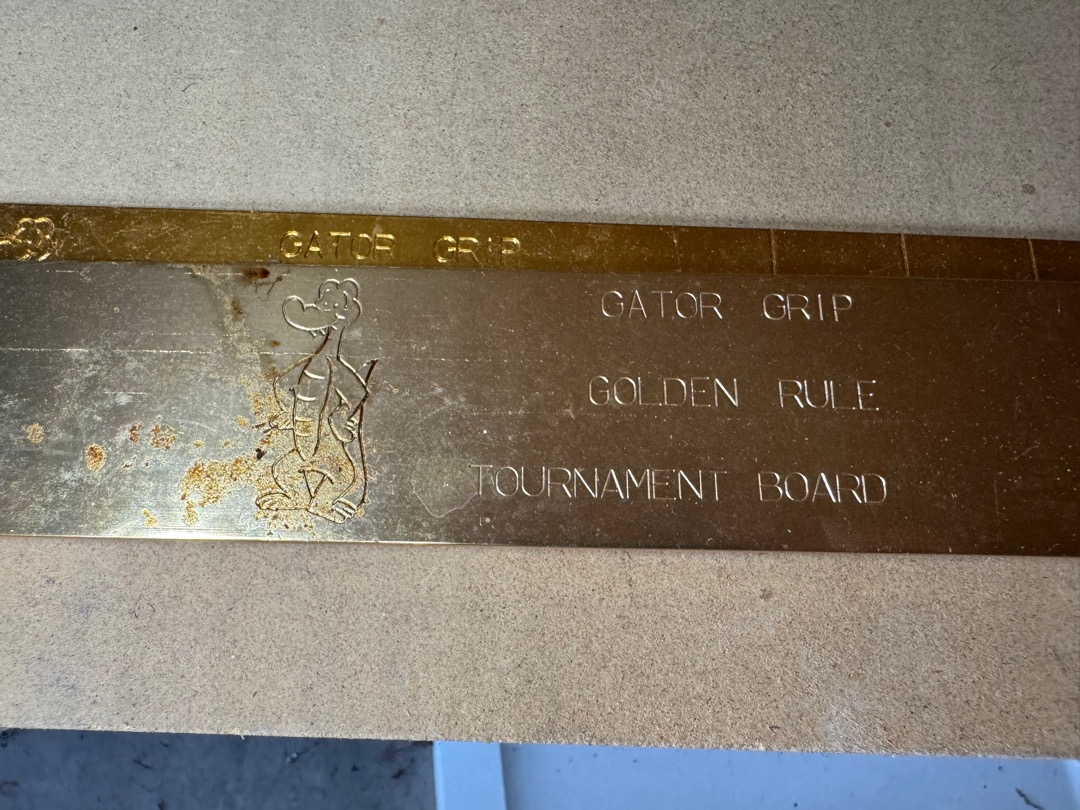 GATOR GRIP
GATOR GRIP
GOLDEN RULE
TOURNAMENT BOARD